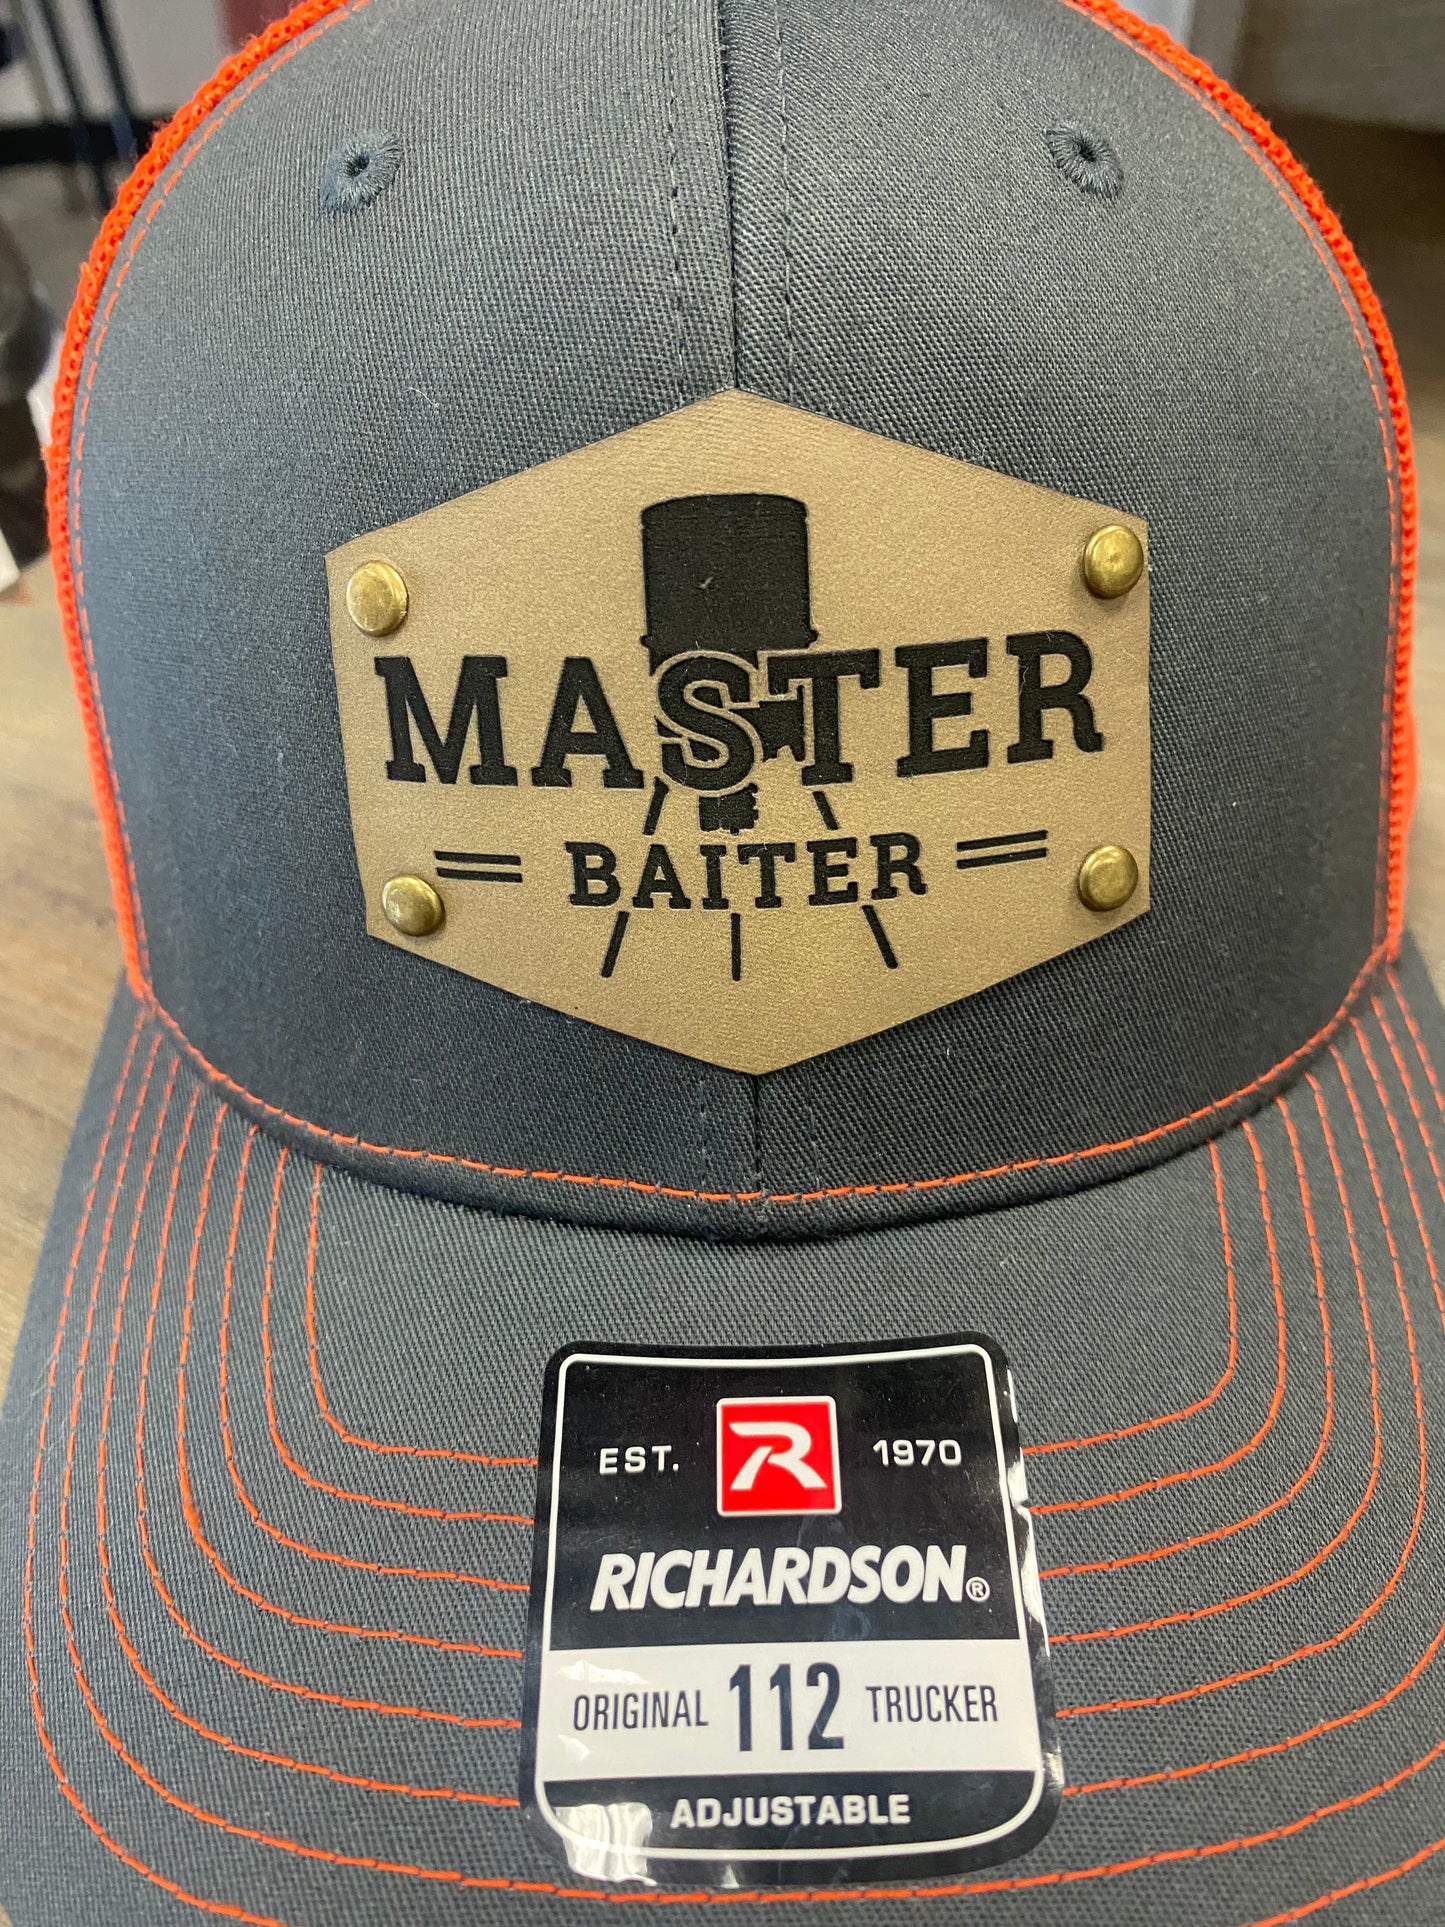 MASTER
BAITER
EST. R 1970
RICHARDSON®
ORIGINAL 112 TRUCKER
ADJUSTABLE